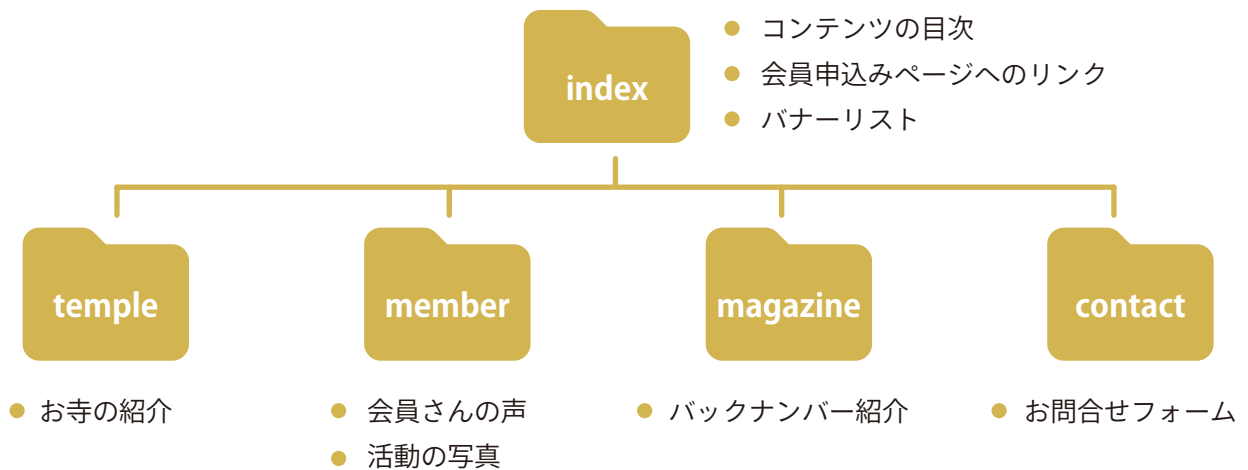 index
コンテンツの目次
会員申込みページへのリンク
バナーリスト
temple
member
magazine
contact
お寺の紹介
会員さんの声
活動の写真
バックナンバー紹介
お問合せフォーム